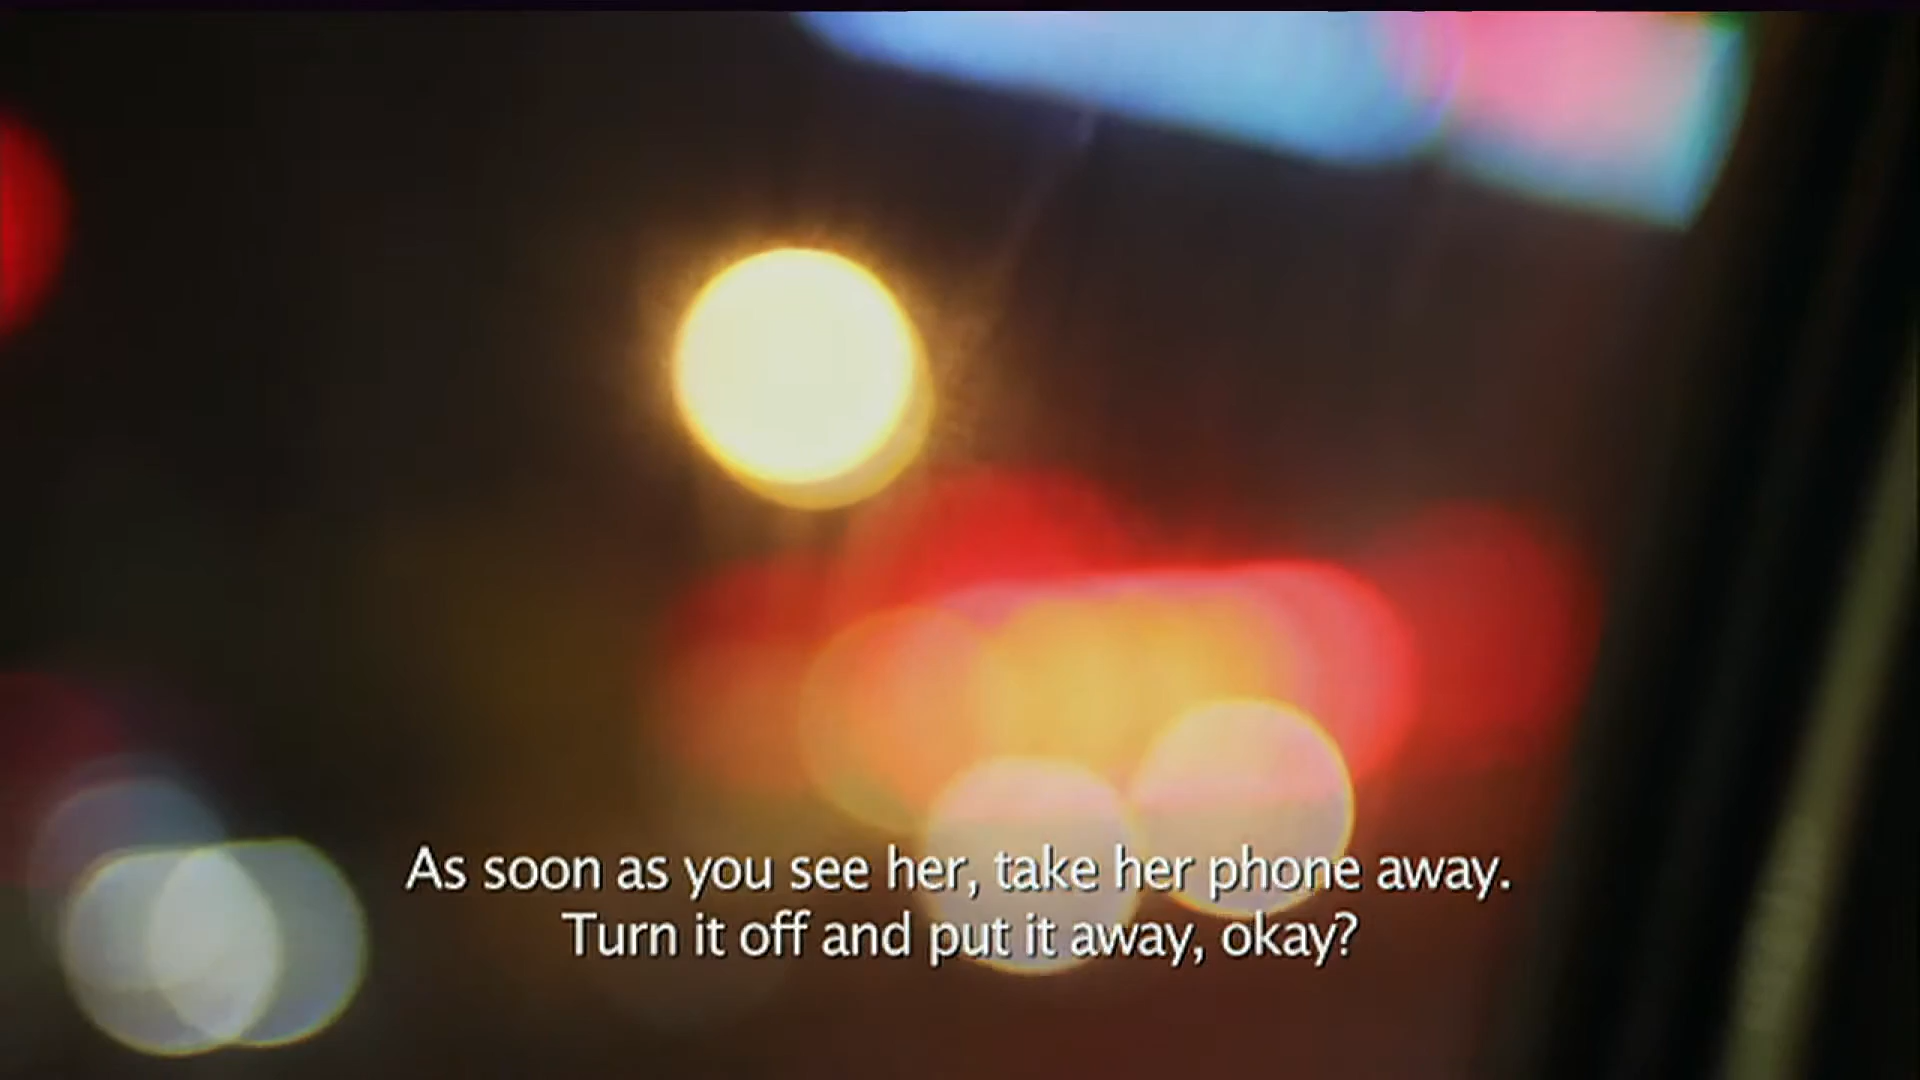 As soon as you see her, take her phone away.
Turn it off and put it away, okay?